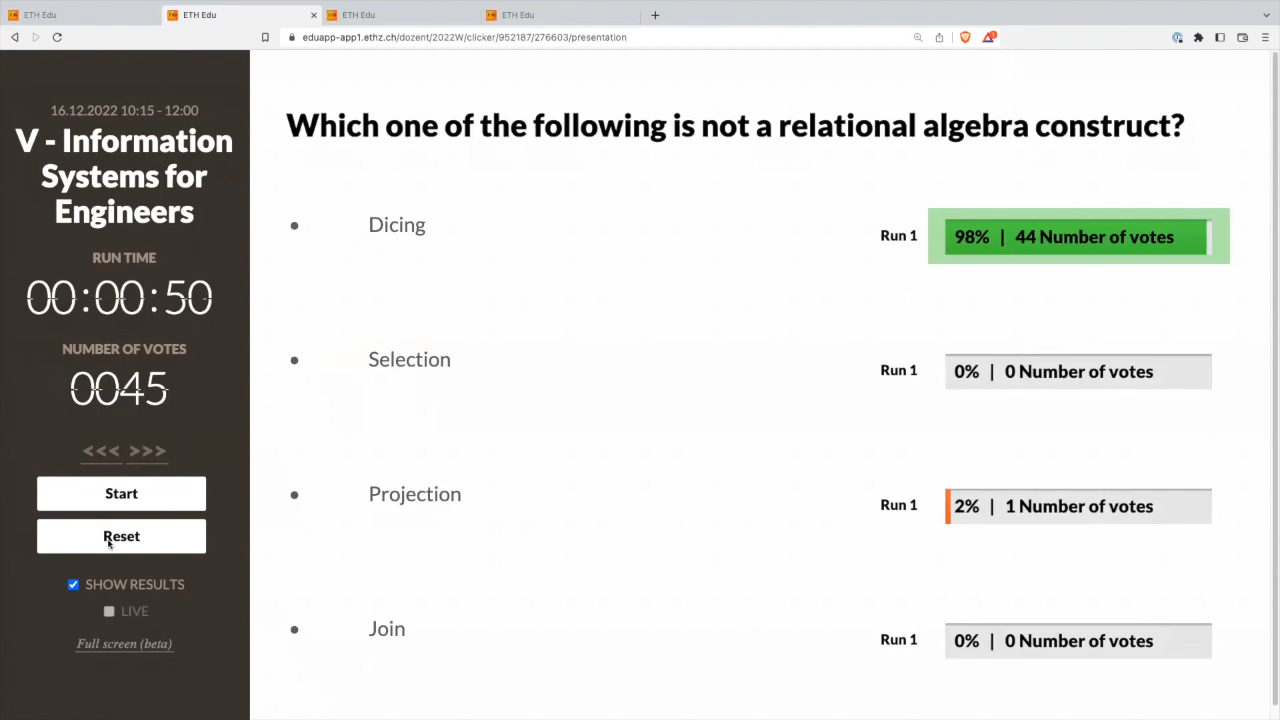 ETH Edu
ETH Edu
ETH Edu
ETH Edu
eduapp-app1.ethz.ch/dozent/2022W/clicker/952187/276603/presentation
16.12.2022 10:15 - 12:00
V - Information
Systems for
Engineers
RUN TIME
00:00:50
NUMBER OF VOTES
0045
<<< >>>
Start
Reset
SHOW RESULTS
LIVE
Full screen (beta)
Which one of the following is not a relational algebra construct?
Dicing
Run 1
98% | 44 Number of votes
Selection
Run 1
0% | 0 Number of votes
Projection
Run 1
2% | 1 Number of votes
Join
Run 1
0% | 0 Number of votes